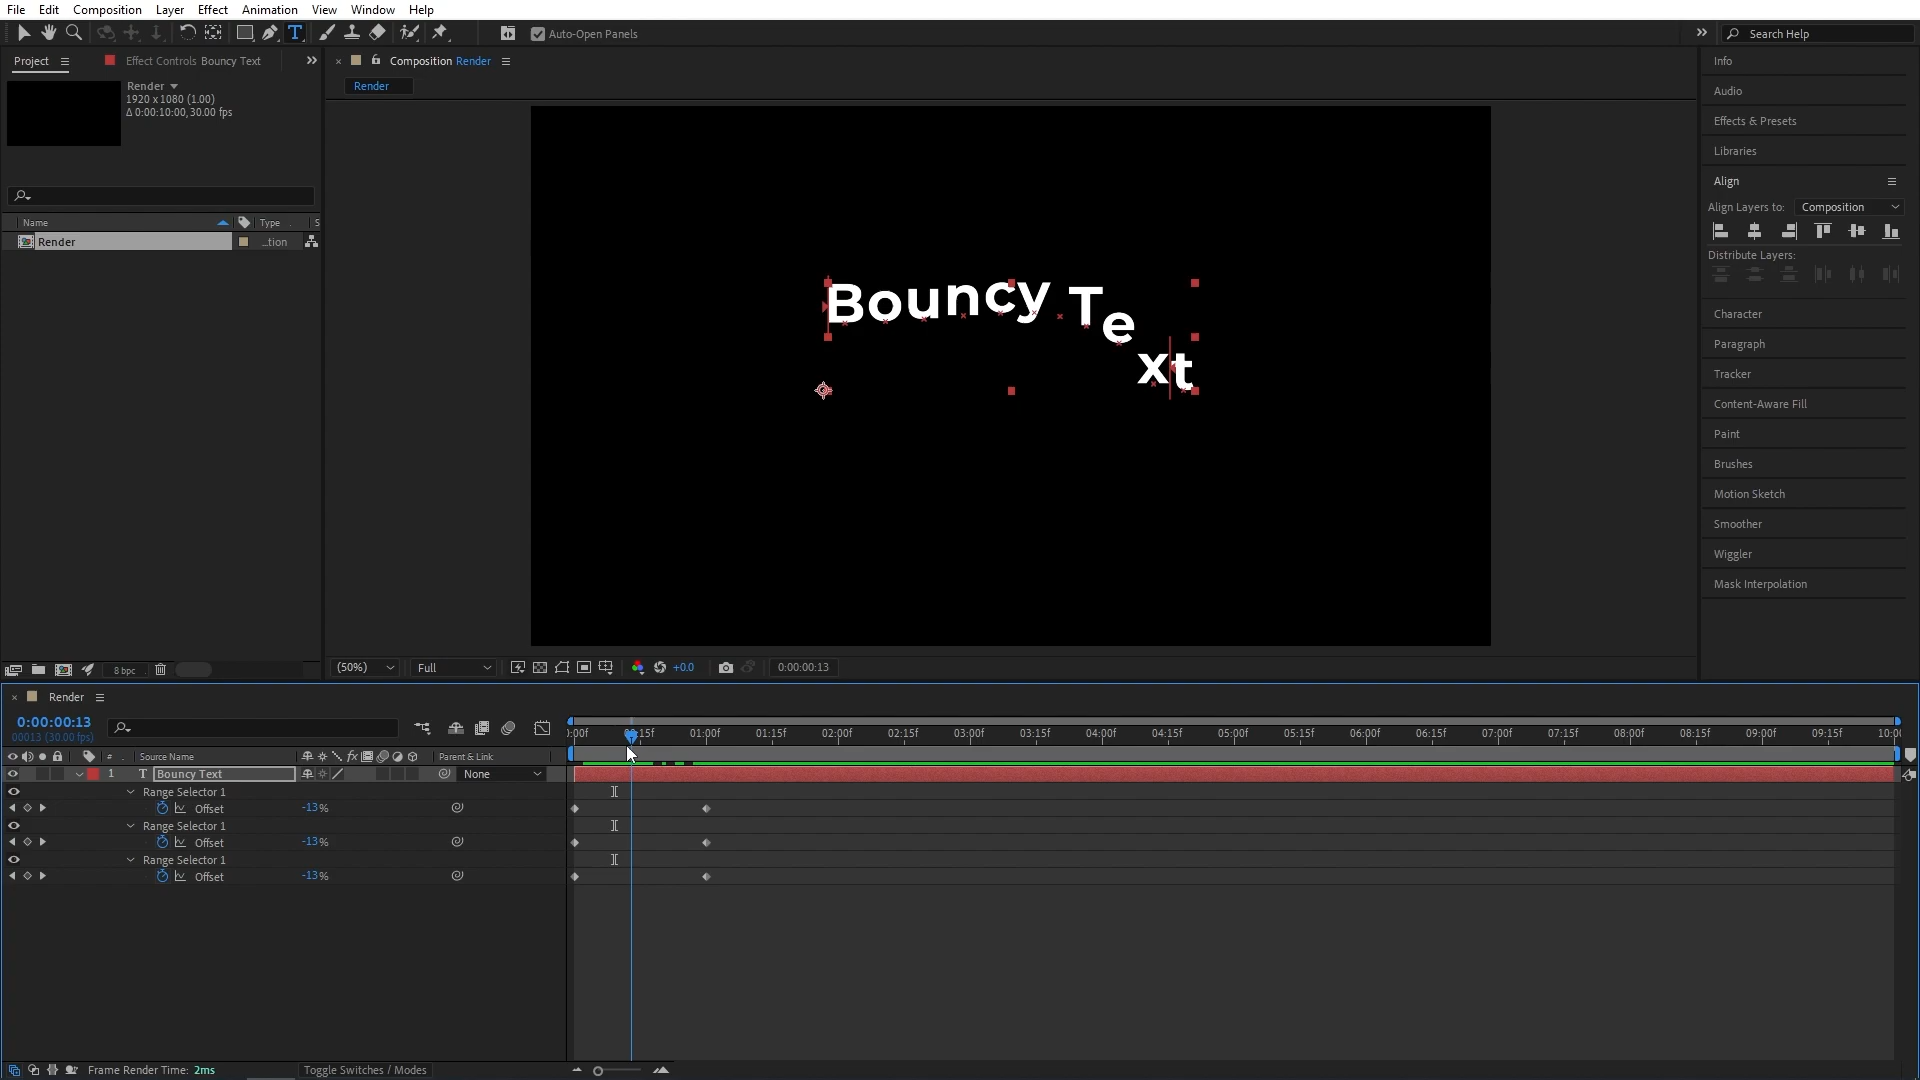 File Edit Composition Layer Effect Animation View Window Help
Auto-Open Panels
Search Help
Project
Effect Controls Bouncy Text
Composition Render
Render
Render
1920 x 1080 (1.00)
Δ 0:00:10:00, 30.00 fps
Name Type S
Render ...tion
8 bpc
Bouncy Text
(50%) Full +0.0 0:00:00:13
Info
Audio
Effects & Presets
Libraries
Align
Align Layers to: Composition
Distribute Layers:
Character
Paragraph
Tracker
Content-Aware Fill
Paint
Brushes
Motion Sketch
Smoother
Wiggler
Mask Interpolation
Render
0:00:00:13
00013 (30.00 fps)
# Source Name fx Parent & Link
1 T Bouncy Text None
Range Selector 1
Offset -13%
Range Selector 1
Offset -13%
Range Selector 1
Offset -13%
01:00f 01:15f 02:00f 02:15f 03:00f 03:15f 04:00f 04:15f 05:00f 05:15f 06:00f 06:15f 07:00f 07:15f 08:00f 08:15f 09:00f 09:15f
Frame Render Time: 2ms
Toggle Switches / Modes